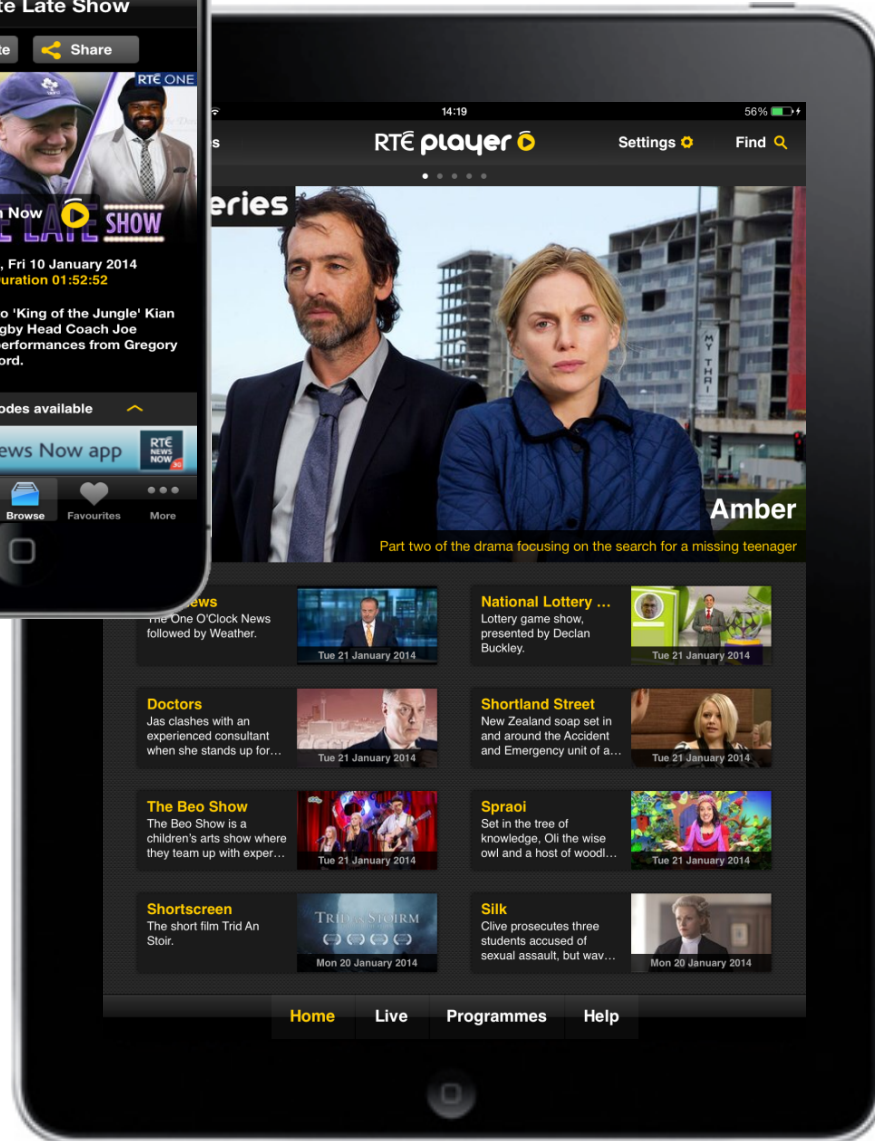 te Late Show
te
Share
RTÉ ONE
h Now
LATE SHOW
, Fri 10 January 2014
uration 01:52:52
o 'King of the Jungle' Kian
gby Head Coach Joe
performances from Gregory
ord.
odes available
ews Now app
RTÉ
NEWS
NOW
Browse
Favourites
More
14:19
56%
s
RTÉ player
Settings
Find
eries
MY THAI
Amber
Part two of the drama focusing on the search for a missing teenager
ews
The One O'Clock News
followed by Weather.
Tue 21 January 2014
National Lottery ...
Lottery game show,
presented by Declan
Buckley.
Tue 21 January 2014
Doctors
Jas clashes with an
experienced consultant
when she stands up for...
Tue 21 January 2014
Shortland Street
New Zealand soap set in
and around the Accident
and Emergency unit of a...
Tue 21 January 2014
The Beo Show
The Beo Show is a
children's arts show where
they team up with exper...
Tue 21 January 2014
Spraoi
Set in the tree of
knowledge, Oli the wise
owl and a host of woodl...
Tue 21 January 2014
Shortscreen
The short film Trid An
Stoir.
TRID AN STOIRM
Mon 20 January 2014
Silk
Clive prosecutes three
students accused of
sexual assault, but wav...
Mon 20 January 2014
Home
Live
Programmes
Help